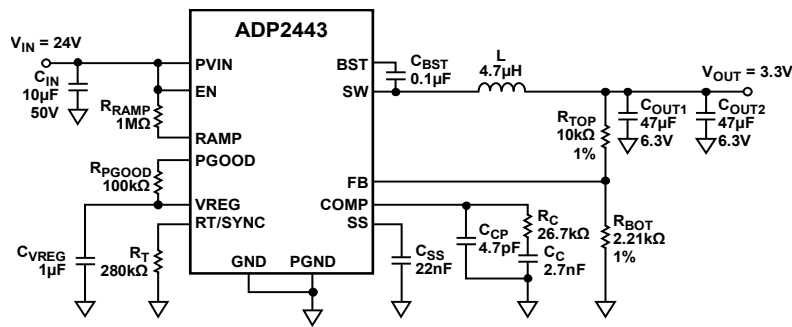 ADP2443
V_IN = 24V
C_IN
10µF
50V
R_RAMP
1MΩ
R_PGOOD
100kΩ
C_VREG
1µF
R_T
280kΩ
PVIN
EN
RAMP
PGOOD
VREG
RT/SYNC
GND
PGND
BST
SW
FB
COMP
SS
C_BST
0.1µF
L
4.7µH
V_OUT = 3.3V
R_TOP
10kΩ
1%
C_OUT1
47µF
6.3V
C_OUT2
47µF
6.3V
R_BOT
2.21kΩ
1%
C_SS
22nF
C_CP
4.7pF
R_C
26.7kΩ
C_C
2.7nF